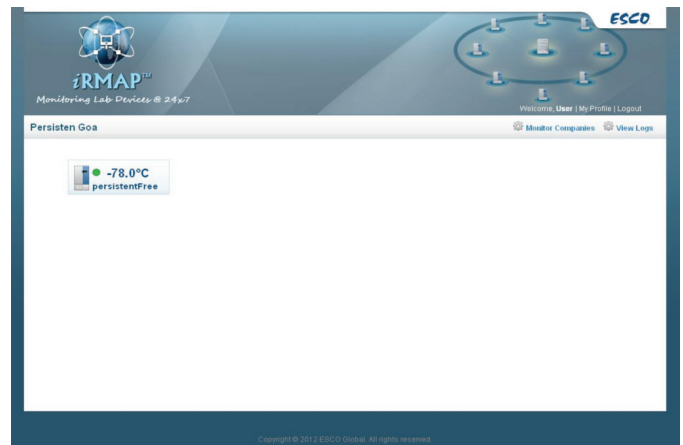 ESCO
iRMAP™
Monitoring Lab Devices @ 24x7
Welcome, User | My Profile | Logout
Persisten Goa
Monitor Companies View Logs
-78.0°C
persistentFree
Copyright © 2012 ESCO Global. All rights reserved.